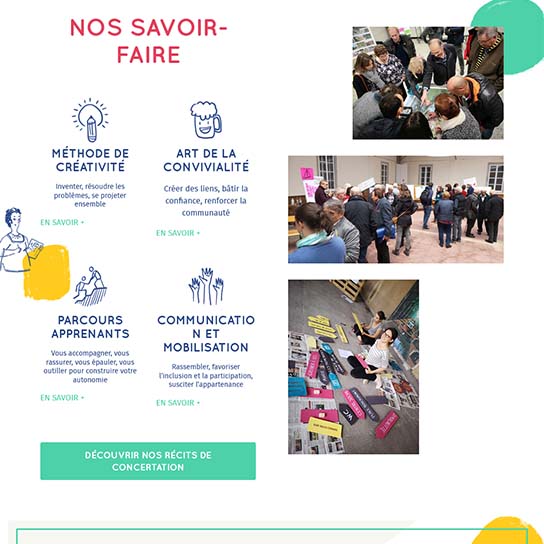 NOS SAVOIR-
FAIRE
MÉTHODE DE
CRÉATIVITÉ
Inventer, résoudre les
problèmes, se projeter
ensemble
EN SAVOIR +
ART DE LA
CONVIVIALITÉ
Créer des liens, bâtir la
confiance, renforcer la
communauté
EN SAVOIR +
PARCOURS
APPRENANTS
Vous accompagner, vous
rassurer, vous épauler, vous
outiller pour construire votre
autonomie
EN SAVOIR +
COMMUNICATIO
N ET
MOBILISATION
Rassembler, favoriser
l'inclusion et la participation,
susciter l'appartenance
EN SAVOIR +
DÉCOUVRIR NOS RÉCITS DE
CONCERTATION
WC